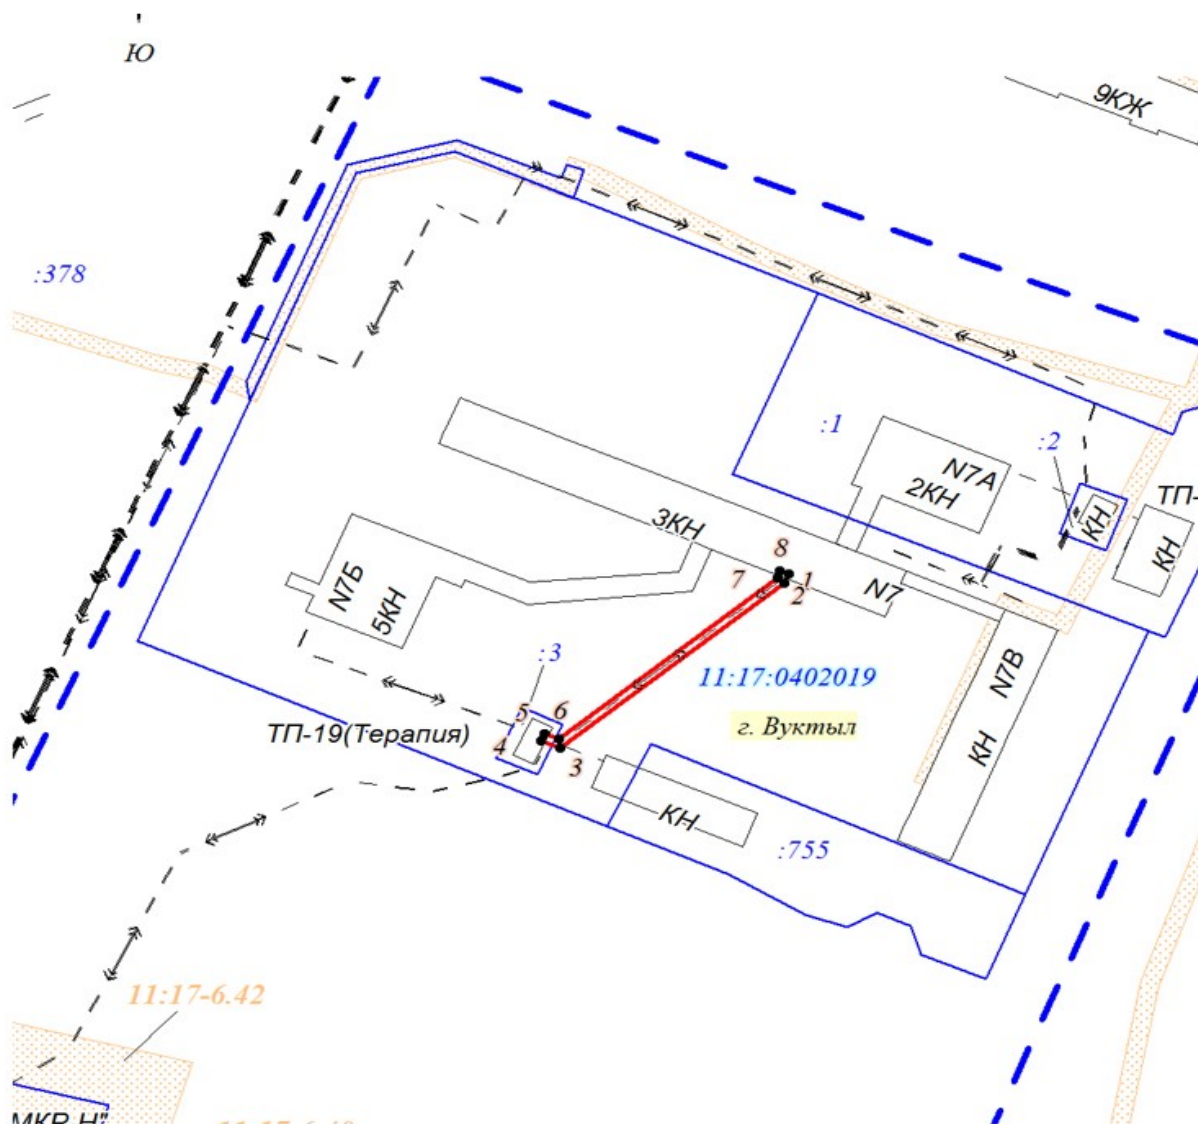 Ю
9КЖ
:378
:1
:2
N7А
2КН
КН
ТП-
КН
3КН
N7Б
5КН
8
7
1
2
N7
N7В
КН
:3
11:17:0402019
г. Вуктыл
5
6
4
3
ТП-19(Терапия)
КН
:755
11:17-6.42